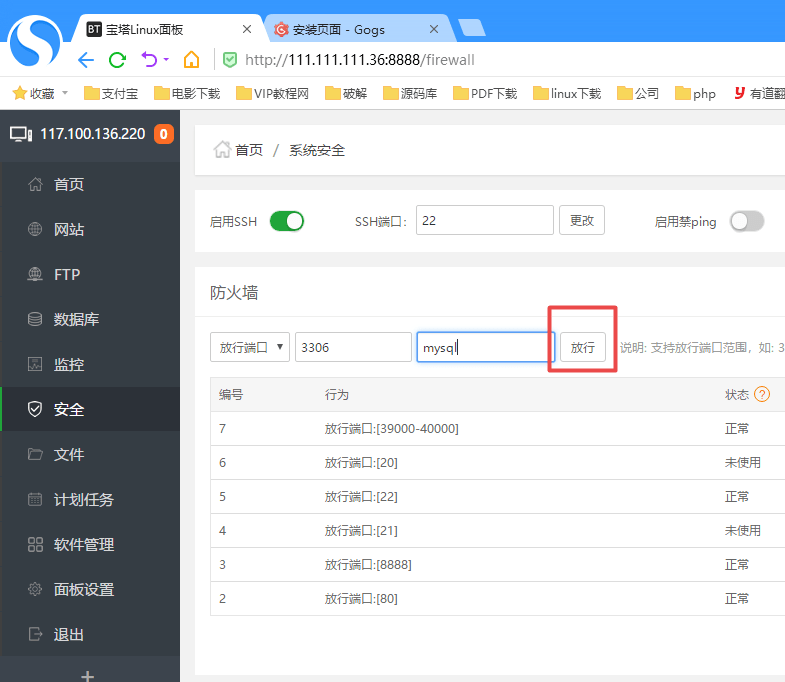 BT 宝塔Linux面板
安装页面 - Gogs
http://111.111.111.36:8888/firewall
收藏 支付宝 电影下载 VIP教程网 破解 源码库 PDF下载 linux下载 公司 php 有道翻
117.100.136.220 0
首页
网站
FTP
数据库
监控
安全
文件
计划任务
软件管理
面板设置
退出
+
首页 / 系统安全
启用SSH SSH端口: 22 更改 启用禁ping
防火墙
放行端口 3306 mysql 放行 说明: 支持放行端口范围，如: 3
编号 行为 状态 ?
7 放行端口:[39000-40000] 正常
6 放行端口:[20] 未使用
5 放行端口:[22] 正常
4 放行端口:[21] 未使用
3 放行端口:[8888] 正常
2 放行端口:[80] 正常